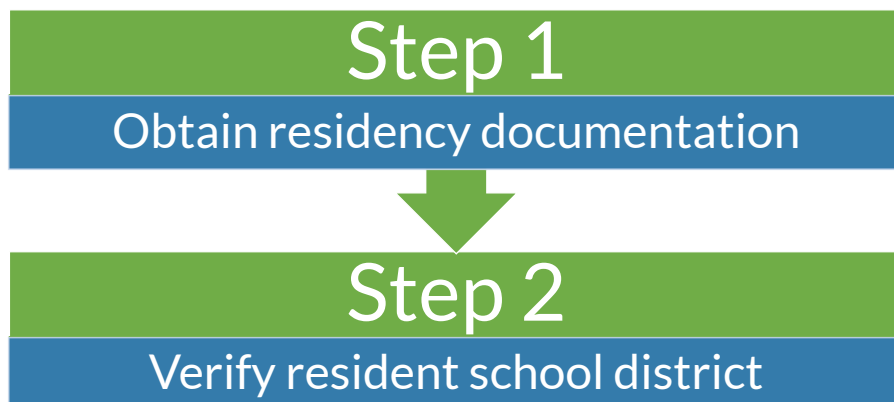 Step 1
Obtain residency documentation
Step 2
Verify resident school district